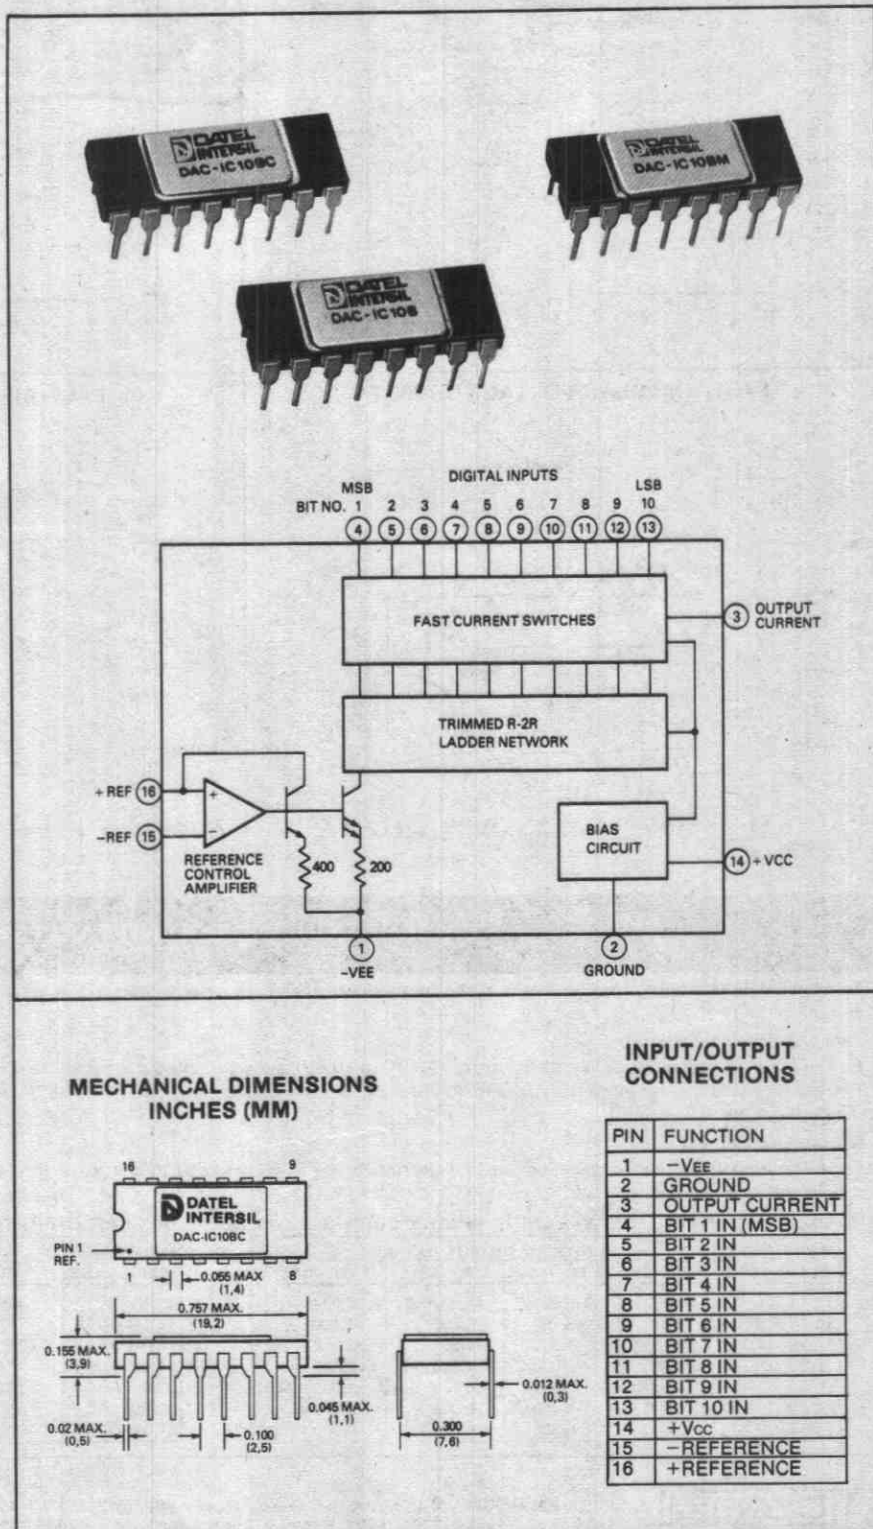 DATEL
INTERSIL
DAC-IC10BC
DATEL
INTERSIL
DAC-IC10BM
DATEL
INTERSIL
DAC-IC10B
DIGITAL INPUTS
MSB LSB
BIT NO. 1 2 3 4 5 6 7 8 9 10
4 5 6 7 8 9 10 11 12 13
FAST CURRENT SWITCHES
3 OUTPUT
CURRENT
TRIMMED R-2R
LADDER NETWORK
+ REF 16
+
-REF 15
−
REFERENCE
CONTROL
AMPLIFIER
400
200
BIAS
CIRCUIT
14 + VCC
1
-VEE
2
GROUND
MECHANICAL DIMENSIONS
INCHES (MM)
16 9
DATEL
INTERSIL
DAC-IC10BC
PIN 1
REF.
1 8
0.055 MAX
(1,4)
0.757 MAX.
(19,2)
0.155 MAX.
(3,9)
0.045 MAX.
(1,1)
0.02 MAX.
(0,5)
0.100
(2,5)
0.012 MAX.
(0,3)
0.300
(7,6)
INPUT/OUTPUT
CONNECTIONS
PIN FUNCTION
1 -VEE
2 GROUND
3 OUTPUT CURRENT
4 BIT 1 IN (MSB)
5 BIT 2 IN
6 BIT 3 IN
7 BIT 4 IN
8 BIT 5 IN
9 BIT 6 IN
10 BIT 7 IN
11 BIT 8 IN
12 BIT 9 IN
13 BIT 10 IN
14 +VCC
15 -REFERENCE
16 +REFERENCE